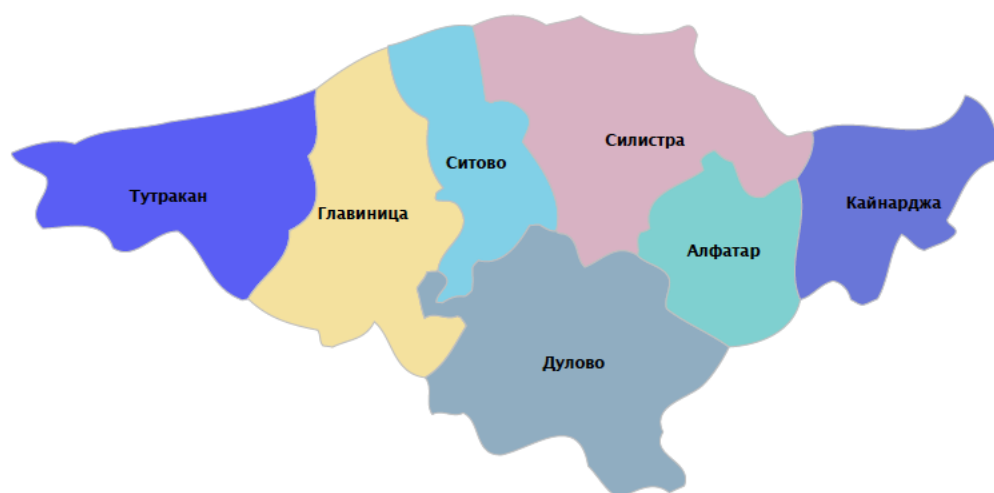 Тутракан
Главиница
Ситово
Силистра
Алфатар
Кайнарджа
Дулово